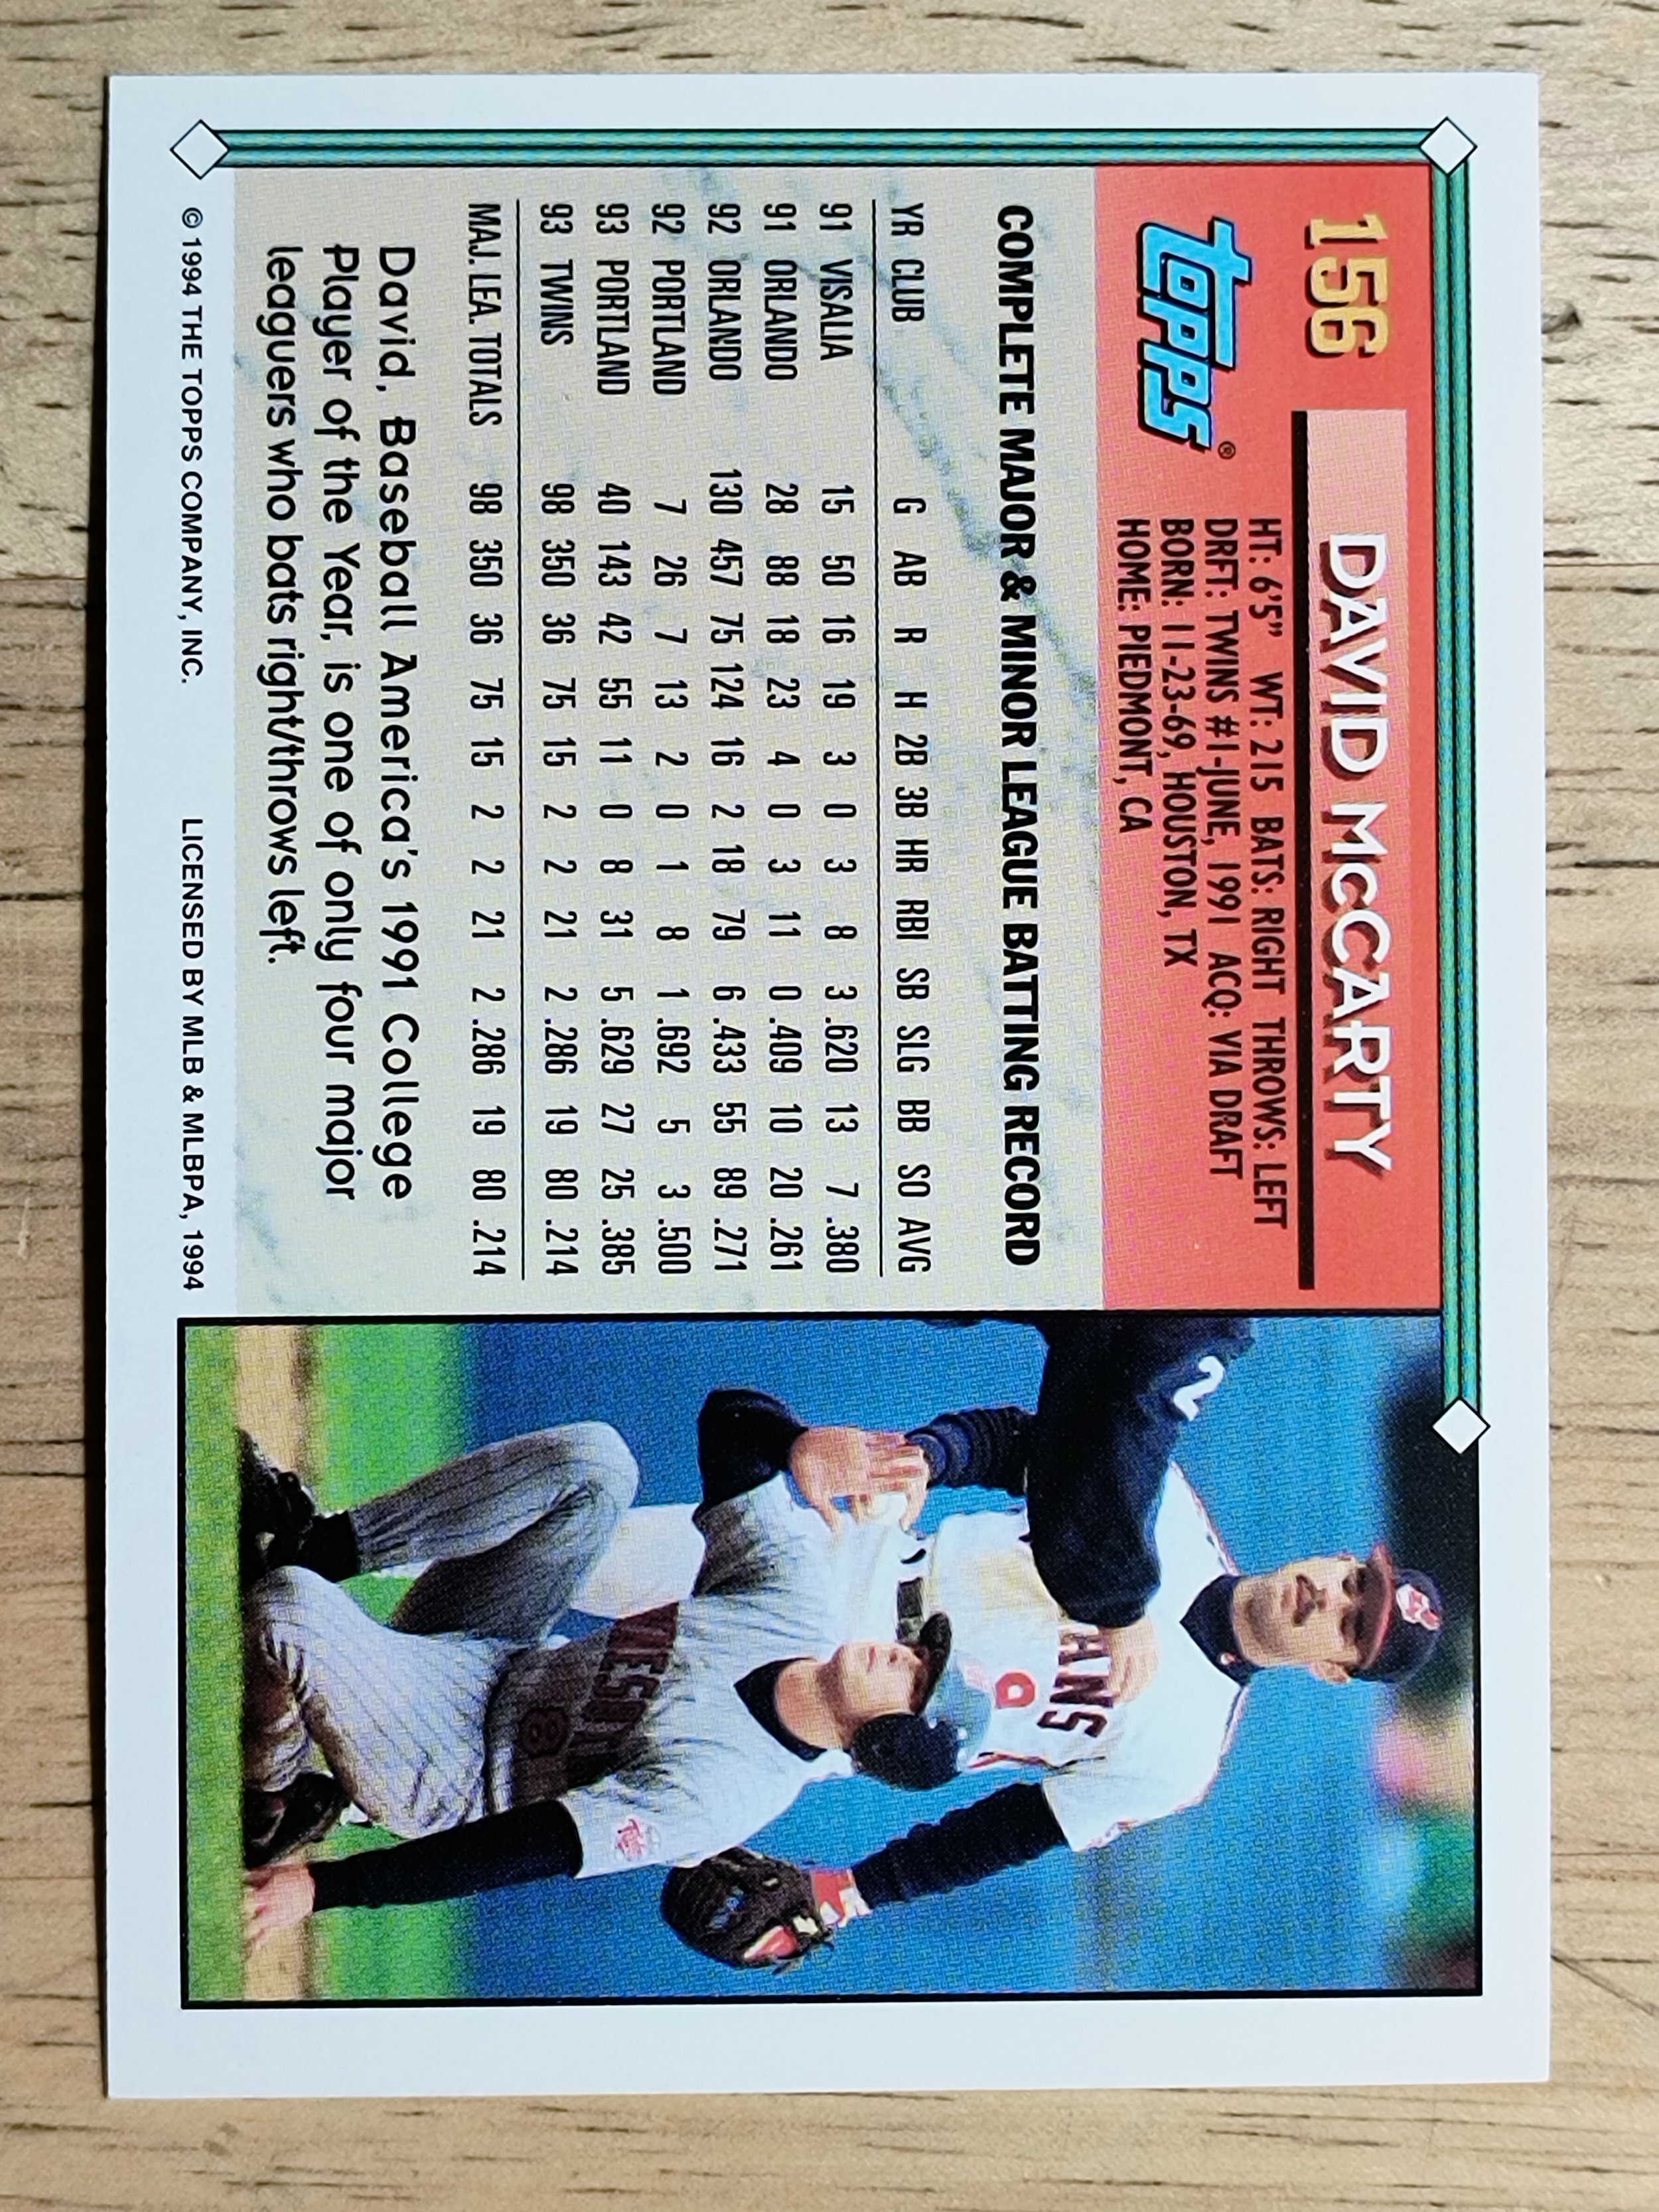 156 DAVID McCARTY
TOPPS®
HT: 6'5" WT: 215 BATS: RIGHT THROWS: LEFT
DRFT: TWINS #1-JUNE, 1991 ACQ: VIA DRAFT
BORN: 11-23-69, HOUSTON, TX
HOME: PIEDMONT, CA
COMPLETE MAJOR & MINOR LEAGUE BATTING RECORD
YR CLUB G AB R H 2B 3B HR RBI SB SLG BB SO AVG
91 VISALIA 15 50 16 19 3 0 3 8 3 .620 13 7 .380
91 ORLANDO 28 88 18 23 4 0 3 11 0 .409 10 20 .261
92 ORLANDO 130 457 75 124 16 2 18 79 6 .433 55 89 .271
92 PORTLAND 7 26 7 13 2 0 1 8 1 .692 5 3 .500
93 PORTLAND 40 143 42 55 11 0 8 31 5 .629 27 25 .385
93 TWINS 98 350 36 75 15 2 2 21 2 .286 19 80 .214
MAJ. LEA. TOTALS 98 350 36 75 15 2 2 21 2 .286 19 80 .214
David, Baseball America's 1991 College
Player of the Year, is one of only four major
leaguers who bats right/throws left.
© 1994 THE TOPPS COMPANY, INC. LICENSED BY MLB & MLBPA, 1994
2
IANS
8
Twins